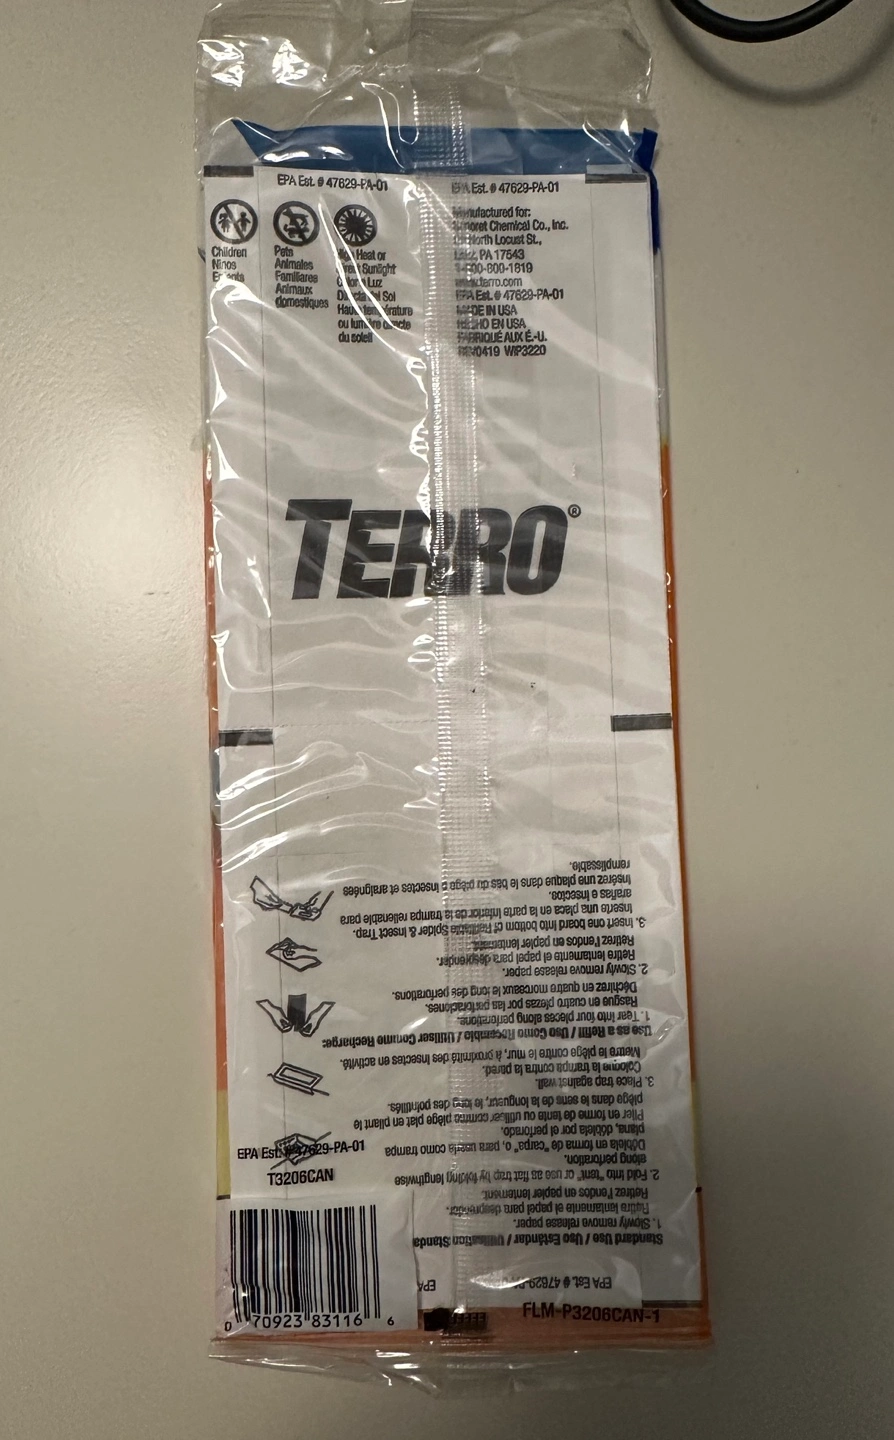 EPA Est. # 47629-PA-01
EPA Est. # 47629-PA-01
Children
Ninos
Enfants
Pets
Animales
Familiares
Animaux
domestiques
Heat or
Sunlight
Luz
Del Sol
Haute température
ou lumière directe
du soleil
Manufactured for:
Chemical Co., Inc.
North Locust St.,
PA 17543
1-800-800-1819
www.terro.com
EPA Est. # 47629-PA-01
MADE IN USA
HECHO EN USA
FABRIQUÉ AUX É.-U.
REV0419 WIP3220
TERRO®
Standard Use / Uso Estándar / Utilisation Standa
1. Slowly remove release paper.
Retire lentamente el papel para desprender.
Retirez l'endos en papier lentement.
2. Fold into "tent" or use as flat trap by folding lengthwise
along perforation.
Dóblela en forma de "carpa" o, para usarla como trampa
plana, dóblela por el perforado.
Plier en forme de tente ou utiliser comme piège plat en pliant le
piège dans le sens de la longueur, le long des pointillés.
3. Place trap against wall.
Coloque la trampa contra la pared.
Mettre le piège contre le mur, à proximité des insectes en activité.
Use as a Refill / Uso Como Recambio / Utiliser Comme Recharge:
1. Tear into four pieces along perforations.
Rasgue en cuatro piezas por las perforaciones.
Déchirez en quatre morceaux le long des perforations.
2. Slowly remove release paper.
Retire lentamente el papel para desprender.
Retirez l'endos en papier lentement.
3. Insert one board into bottom of Refillable Spider & Insect Trap.
Inserte una placa en la parte inferior de la trampa rellenable para
arañas e insectos.
Insérez une plaque dans le bas du piège à insectes et araignées
remplissable.
EPA Est. # 47629-PA-01
T3206CAN
0 70923 83116 6
EPA
EPA Est. # 47629-
FLM-P3206CAN-1